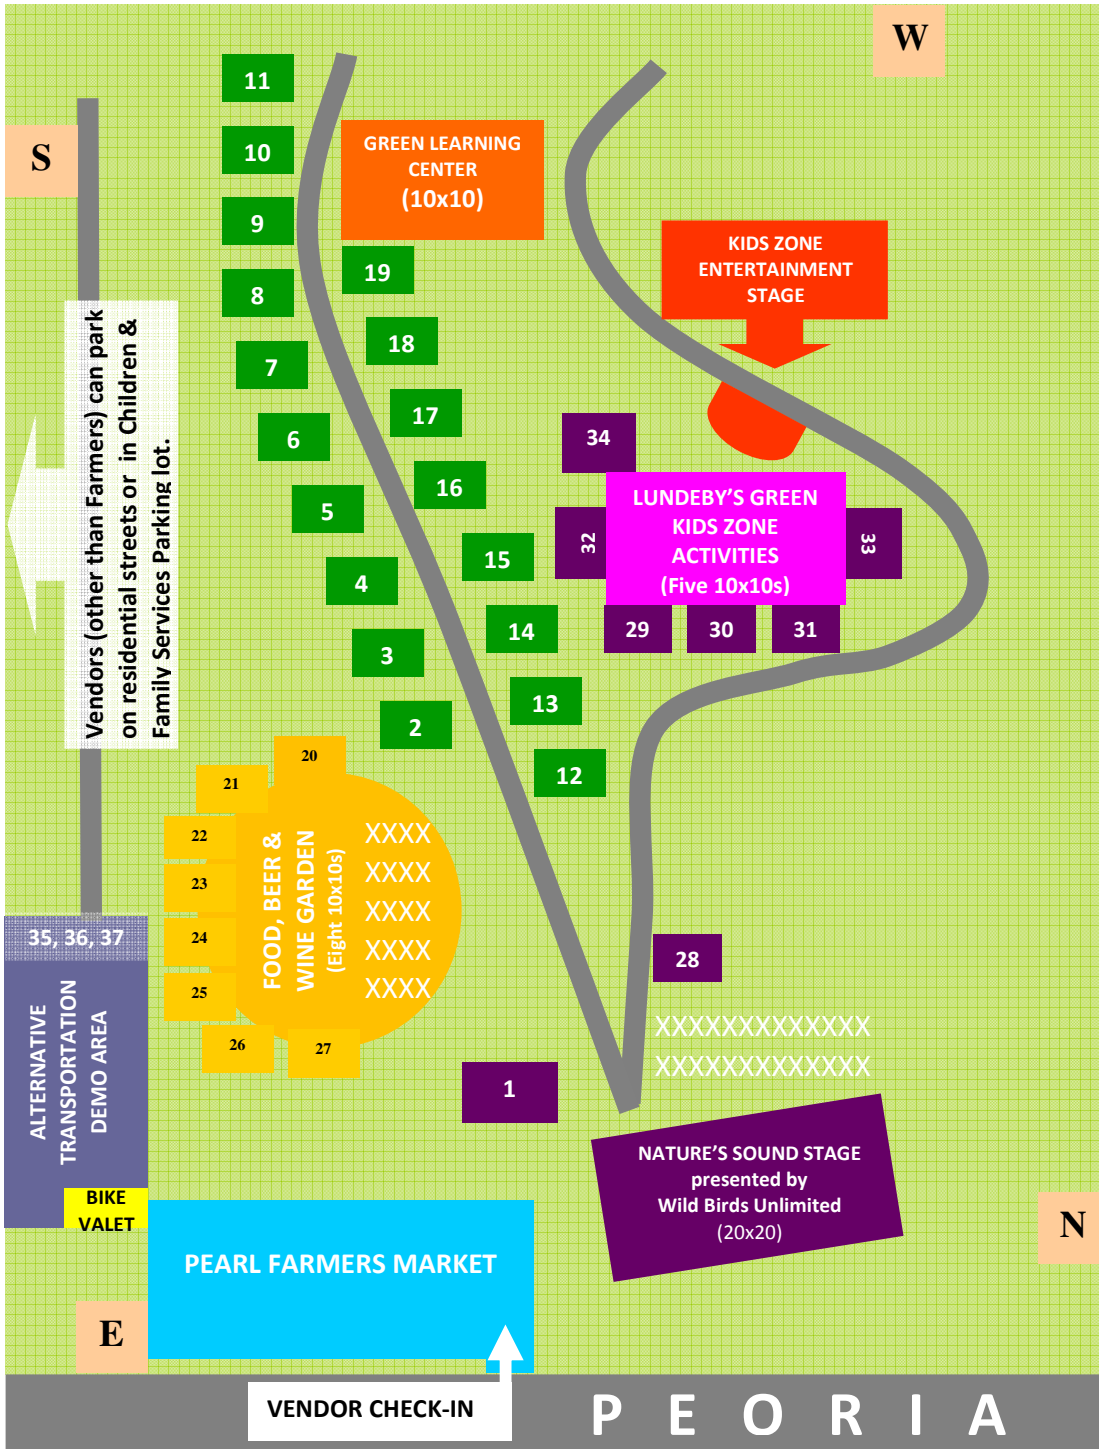 W
S
11
10
9
8
7
6
5
4
3
2
GREEN LEARNING
CENTER
(10x10)
19
18
17
16
15
14
13
12
KIDS ZONE
ENTERTAINMENT
STAGE
34
32
33
LUNDEBY'S GREEN
KIDS ZONE
ACTIVITIES
(Five 10x10s)
29
30
31
Vendors (other than Farmers) can park
on residential streets or in Children &
Family Services Parking lot.
20
21
22
23
24
25
26
27
FOOD, BEER &
WINE GARDEN
(Eight 10x10s)
XXXX
XXXX
XXXX
XXXX
XXXX
35, 36, 37
ALTERNATIVE
TRANSPORTATION
DEMO AREA
BIKE
VALET
28
XXXXXXXXXXXXX
XXXXXXXXXXXXX
1
NATURE'S SOUND STAGE
presented by
Wild Birds Unlimited
(20x20)
N
PEARL FARMERS MARKET
E
VENDOR CHECK-IN
P E O R I A